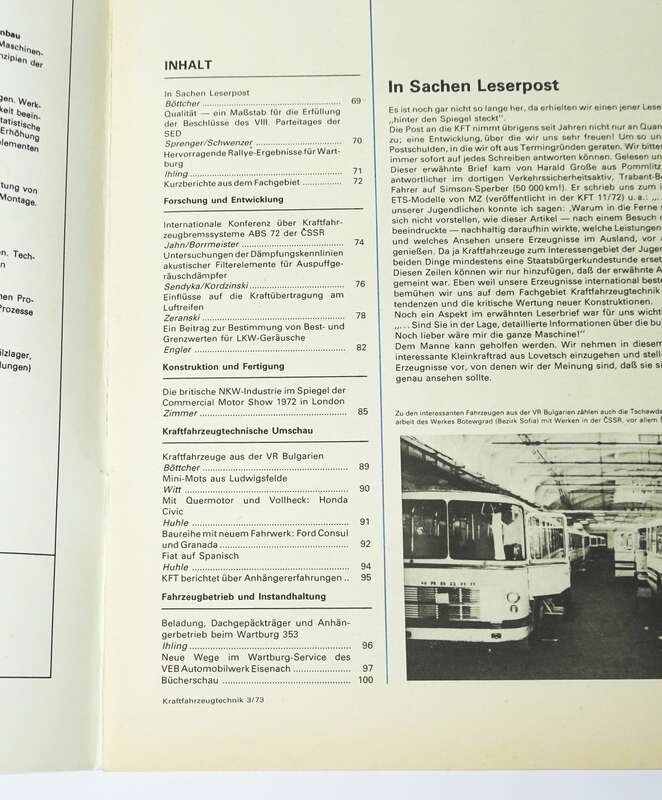 nbau
Maschinen-
nzipien der
gen. Werk-
keit beein-
tatistische
Erhöhung
elementen
tung von
Montage.
n. Tech-
n
nen Pro-
Prozesse
ilzlager,
lungen)
INHALT
In Sachen Leserpost
Böttcher ........ 69
Qualität — ein Maßstab für die Erfüllung
der Beschlüsse des VIII. Parteitages der
SED
Sprenger/Schwenzer ........ 70
Hervorragende Rallye-Ergebnisse für Wart-
burg
Ihling ........ 71
Kurzberichte aus dem Fachgebiet ........ 72
Forschung und Entwicklung
Internationale Konferenz über Kraftfahr-
zeugbremssysteme ABS 72 der ČSSR
Jahn/Borrmeister ........ 74
Untersuchungen der Dämpfungskennlinien
akustischer Filterelemente für Auspuffge-
räuschdämpfer
Sendyka/Kordzinski ........ 76
Einflüsse auf die Kraftübertragung am
Luftreifen
Zeranski ........ 78
Ein Beitrag zur Bestimmung von Best- und
Grenzwerten für LKW-Geräusche
Engler ........ 82
Konstruktion und Fertigung
Die britische NKW-Industrie im Spiegel der
Commercial Motor Show 1972 in London
Zimmer ........ 85
Kraftfahrzeugtechnische Umschau
Kraftfahrzeuge aus der VR Bulgarien
Böttcher ........ 89
Mini-Mots aus Ludwigsfelde
Witt ........ 90
Mit Quermotor und Vollheck: Honda
Civic
Huhle ........ 91
Baureihe mit neuem Fahrwerk: Ford Consul
und Granada ........ 92
Fiat auf Spanisch
Huhle ........ 94
KFT berichtet über Anhängererfahrungen .. 95
Fahrzeugbetrieb und Instandhaltung
Beladung, Dachgepäckträger und Anhän-
gerbetrieb beim Wartburg 353
Ihling ........ 96
Neue Wege im Wartburg-Service des
VEB Automobilwerk Eisenach ........ 97
Bücherschau ........ 100
Kraftfahrzeugtechnik 3/73
In Sachen Leserpost
Es ist noch gar nicht so lange her, da erhielten wir einen jener Lese
„hinter den Spiegel steckt".
Die Post an die KFT nimmt übrigens seit Jahren nicht nur an Quan
zu; eine Entwicklung, über die wir uns sehr freuen! Um so un
Postschulden, in die wir oft aus Termingründen geraten. Wir bitten
immer sofort auf jedes Schreiben antworten können. Gelesen un
Dieser erwähnte Brief kam von Harald Große aus Pommlitz
antwortlicher im dortigen Verkehrssicherheitsaktiv, Trabant-Be
Fahrer auf Simson-Sperber (50 000 km!). Er schrieb uns zum i
ETS-Modelle von MZ (veröffentlicht in der KFT 11/72) u. a.: „..
unserer Jugendlichen konnte ich sagen: ‚Warum in die Ferne s
sich nicht vorstellen, wie dieser Artikel — nach einem Besuch d
beeindruckte — nachhaltig daraufhin wirkte, welche Leistungen
und welches Ansehen unsere Erzeugnisse im Ausland, vor a
genießen. Da ja Kraftfahrzeuge zum Interessengebiet der Juge
beiden Dinge mindestens eine Staatsbürgerkundestunde erset
Diesen Zeilen können wir nur hinzufügen, daß der erwähnte A
gemeint war. Eben weil unsere Erzeugnisse international beste
bemühen wir uns auf dem Fachgebiet Kraftfahrzeugtechnik
tendenzen und die kritische Wertung neuer Konstruktionen.
Noch ein Aspekt im erwähnten Leserbrief war für uns wicht
„... Sind Sie in der Lage, detaillierte Informationen über die bu
Noch lieber wäre mir die ganze Maschine!"
Dem Manne kann geholfen werden. Wir nehmen in diesem
interessante Kleinkraftrad aus Lovetsch einzugehen und stelle
Erzeugnisse vor, von denen wir der Meinung sind, daß sie si
genau ansehen sollte.
Zu den interessanten Fahrzeugen aus der VR Bulgarien zählen auch die Tschawda
arbeit des Werkes Botewgrad (Bezirk Sofia) mit Werken in der ČSSR, vor allem
ЧАВДАР